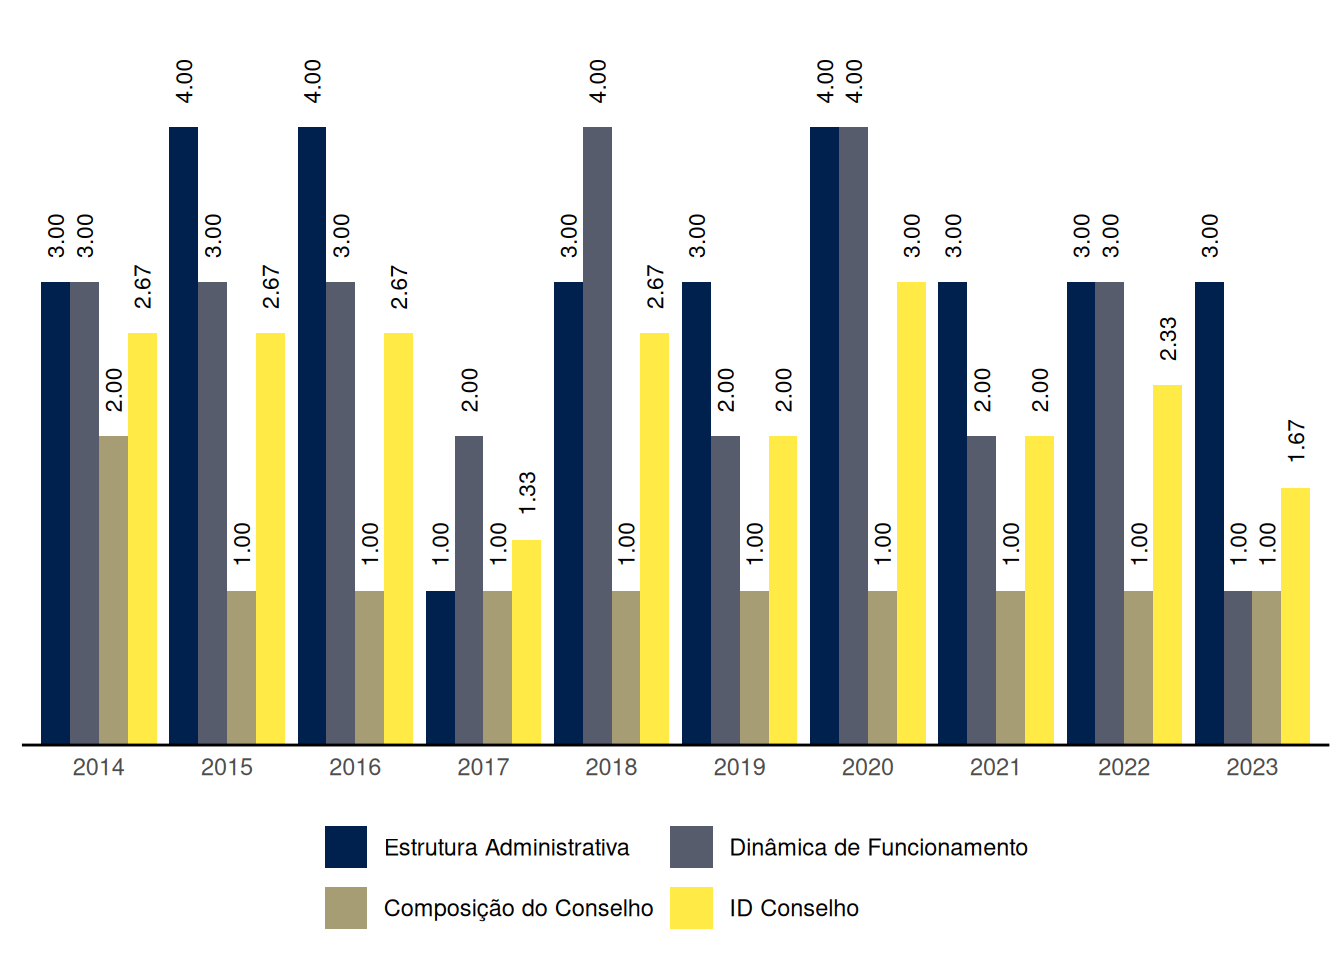 4.00 4.00 4.00 4.00 4.00
3.00 3.00 3.00 3.00 3.00 3.00 3.00 3.00 3.00 3.00 3.00
2.67 2.67 2.67 2.67
2.33
2.00 2.00 2.00 2.00 2.00 2.00
1.67
1.33
1.00 1.00 1.00 1.00 1.00 1.00 1.00 1.00 1.00 1.00 1.00
2014 2015 2016 2017 2018 2019 2020 2021 2022 2023
Estrutura Administrativa Dinâmica de Funcionamento
Composição do Conselho ID Conselho